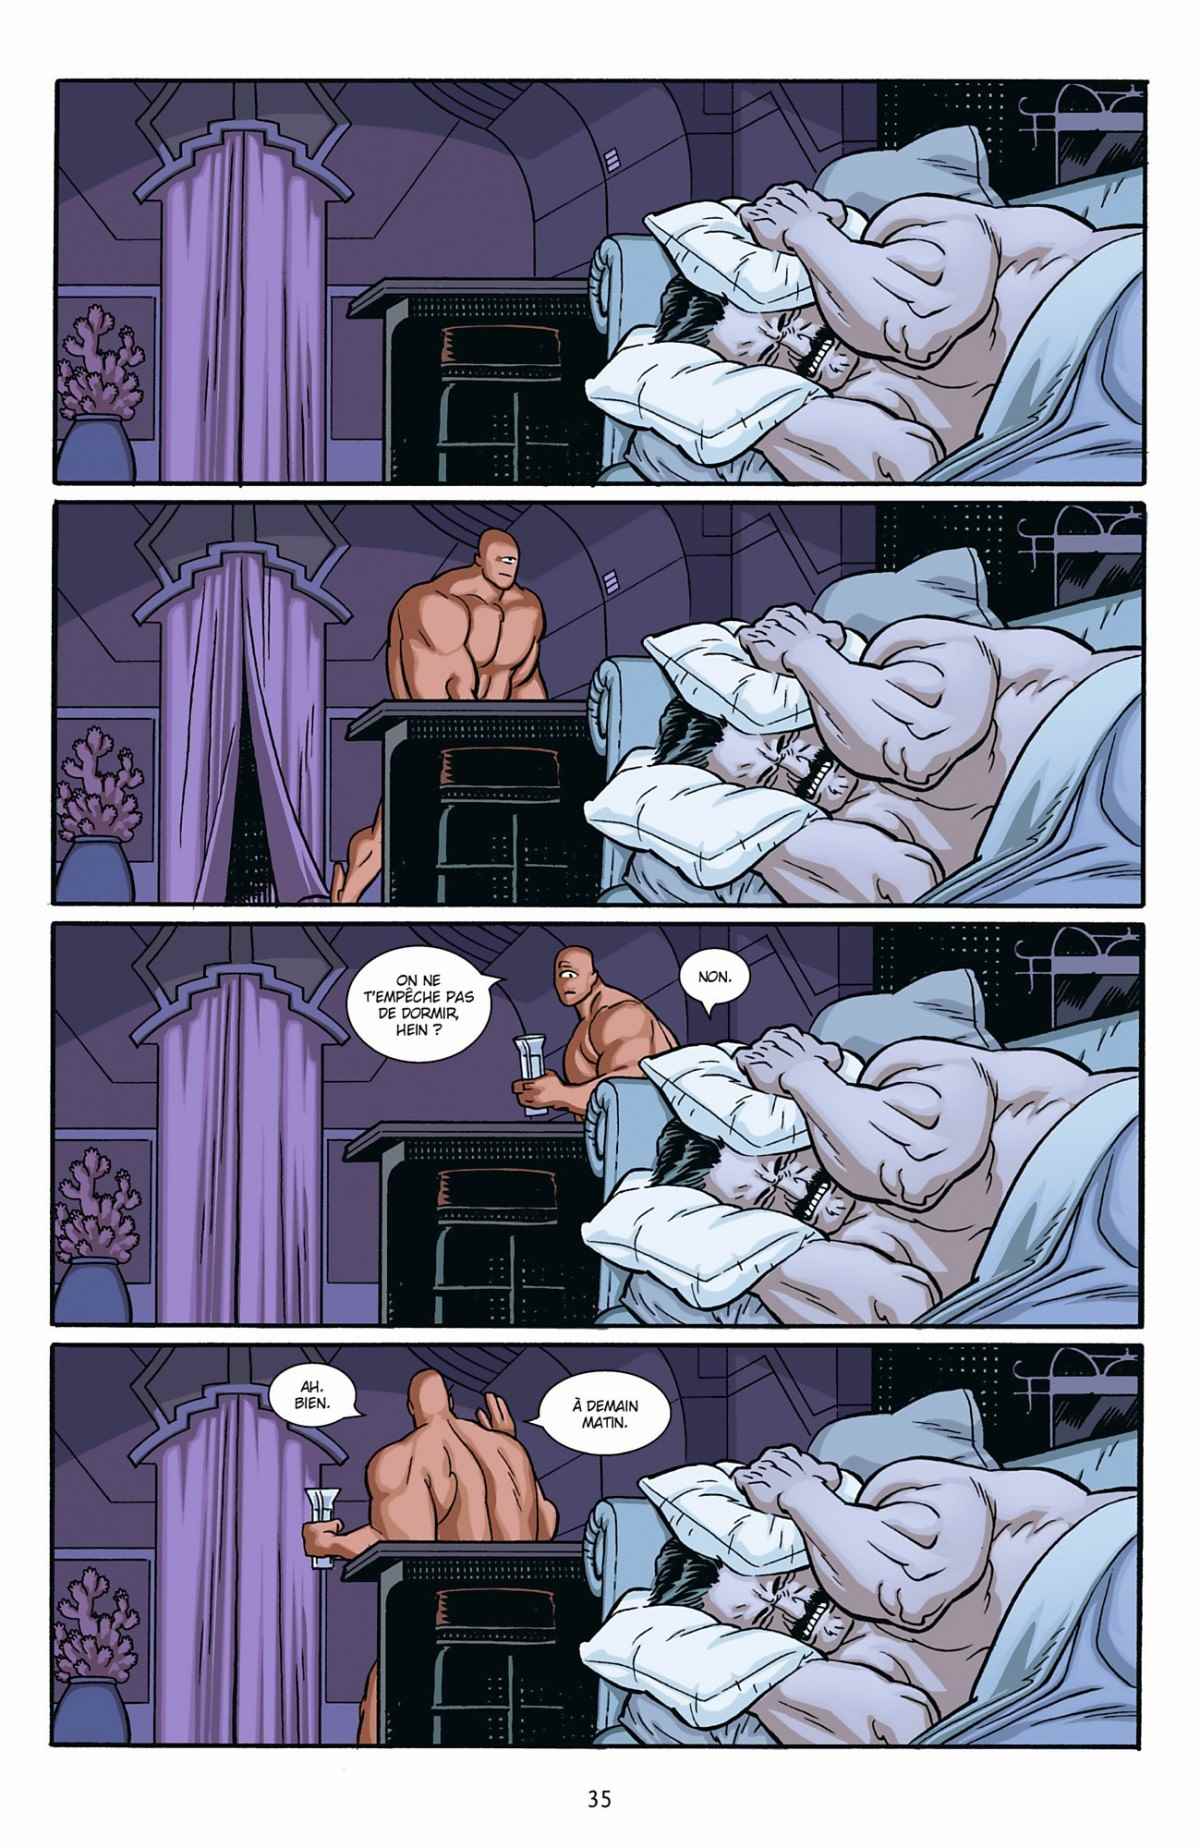 ON NE
T'EMPÊCHE PAS
DE DORMIR,
HEIN ?
NON.
AH.
BIEN.
À DEMAIN
MATIN.
35